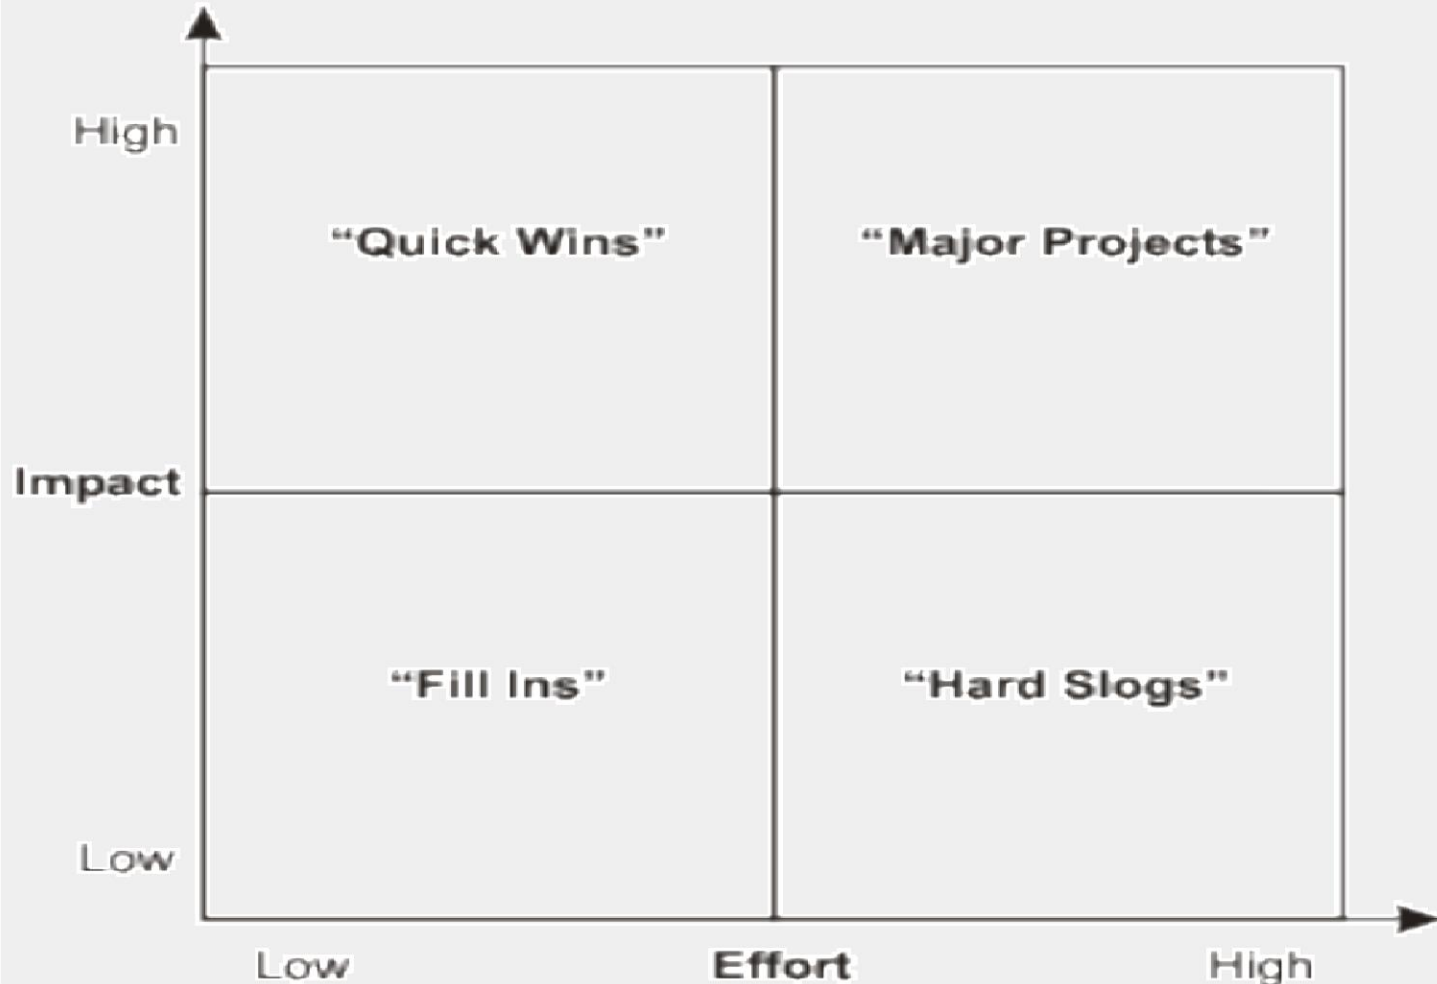 High
“Quick Wins” “Major Projects”
Impact
“Fill Ins” “Hard Slogs”
Low
Low Effort High